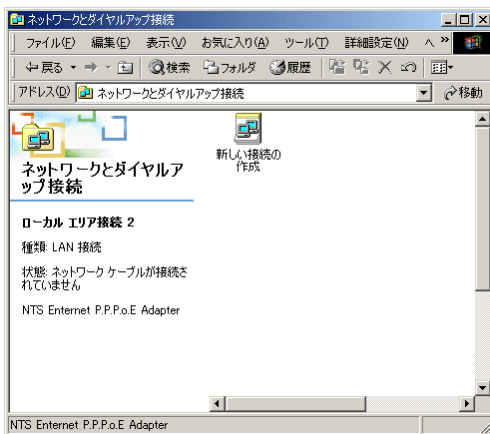 ネットワークとダイヤルアップ接続
ファイル(F) 編集(E) 表示(V) お気に入り(A) ツール(T) 詳細設定(N) ヘ »
戻る 検索 フォルダ 履歴
アドレス(D) ネットワークとダイヤルアップ接続 移動
ネットワークとダイヤルア
ップ接続
ローカル エリア接続 2
種類: LAN 接続
状態: ネットワーク ケーブルが接続さ
れていません
NTS Enternet P.P.P.o.E Adapter
新しい接続の
作成
NTS Enternet P.P.P.o.E Adapter